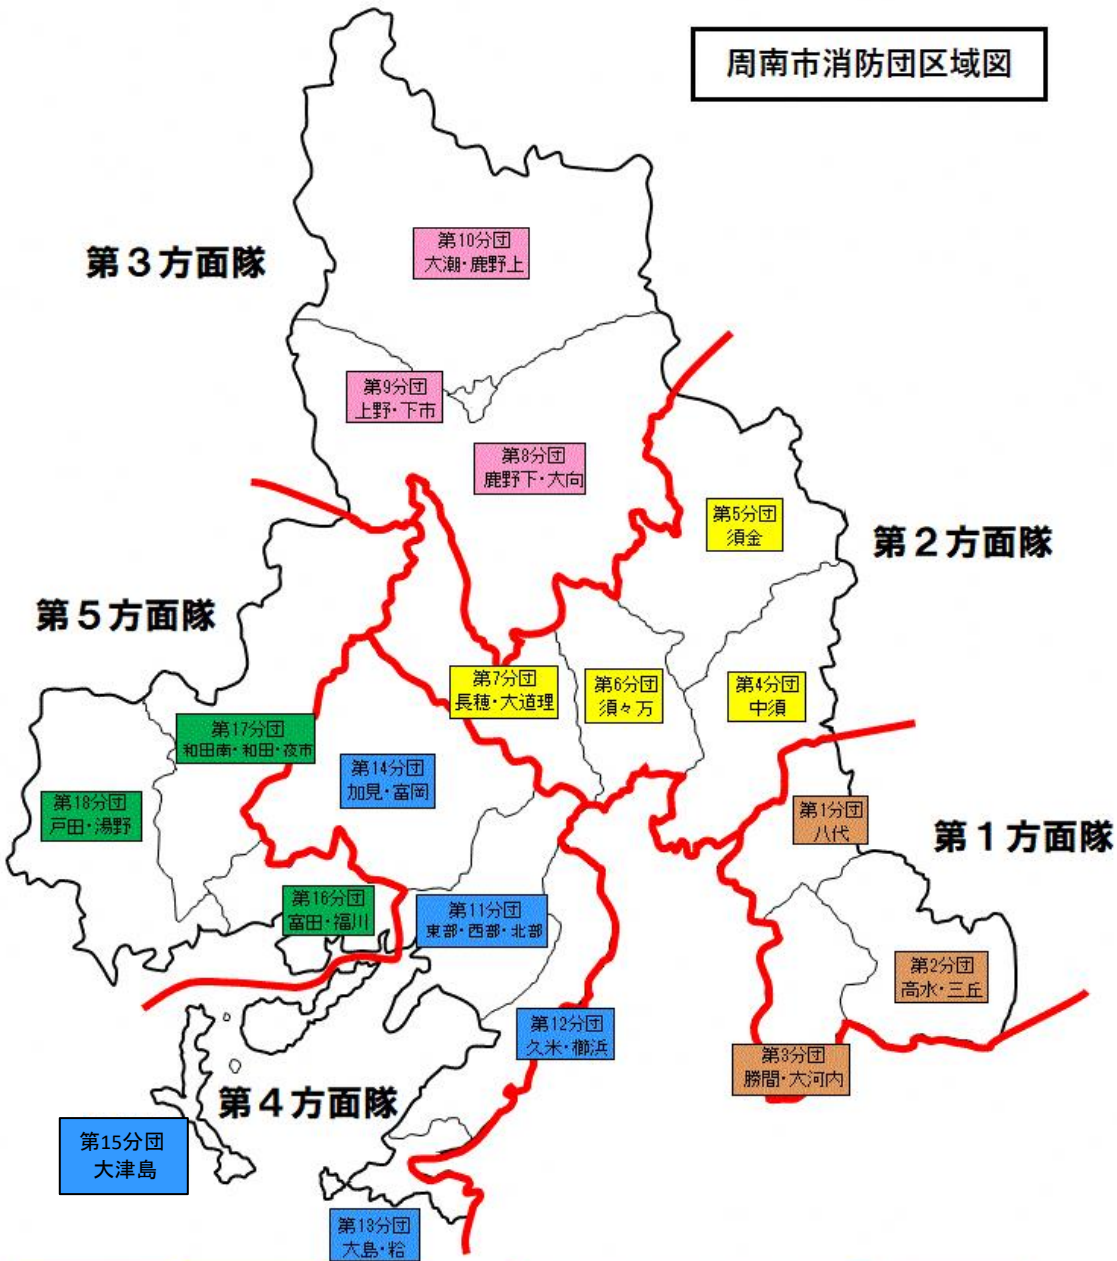 周南市消防団区域図
第10分団
大潮・鹿野上
第3方面隊
第9分団
上野・下市
第8分団
鹿野下・大向
第5分団
須金
第2方面隊
第5方面隊
第7分団
長穂・大道理
第6分団
須々万
第4分団
中須
第17分団
和田南・和田・夜市
第14分団
加見・富岡
第18分団
戸田・湯野
第1分団
八代
第1方面隊
第16分団
富田・福川
第11分団
東部・西部・北部
第2分団
高水・三丘
第12分団
久米・櫛浜
第3分団
勝間・大河内
第4方面隊
第15分団
大津島
第13分団
大島・粭